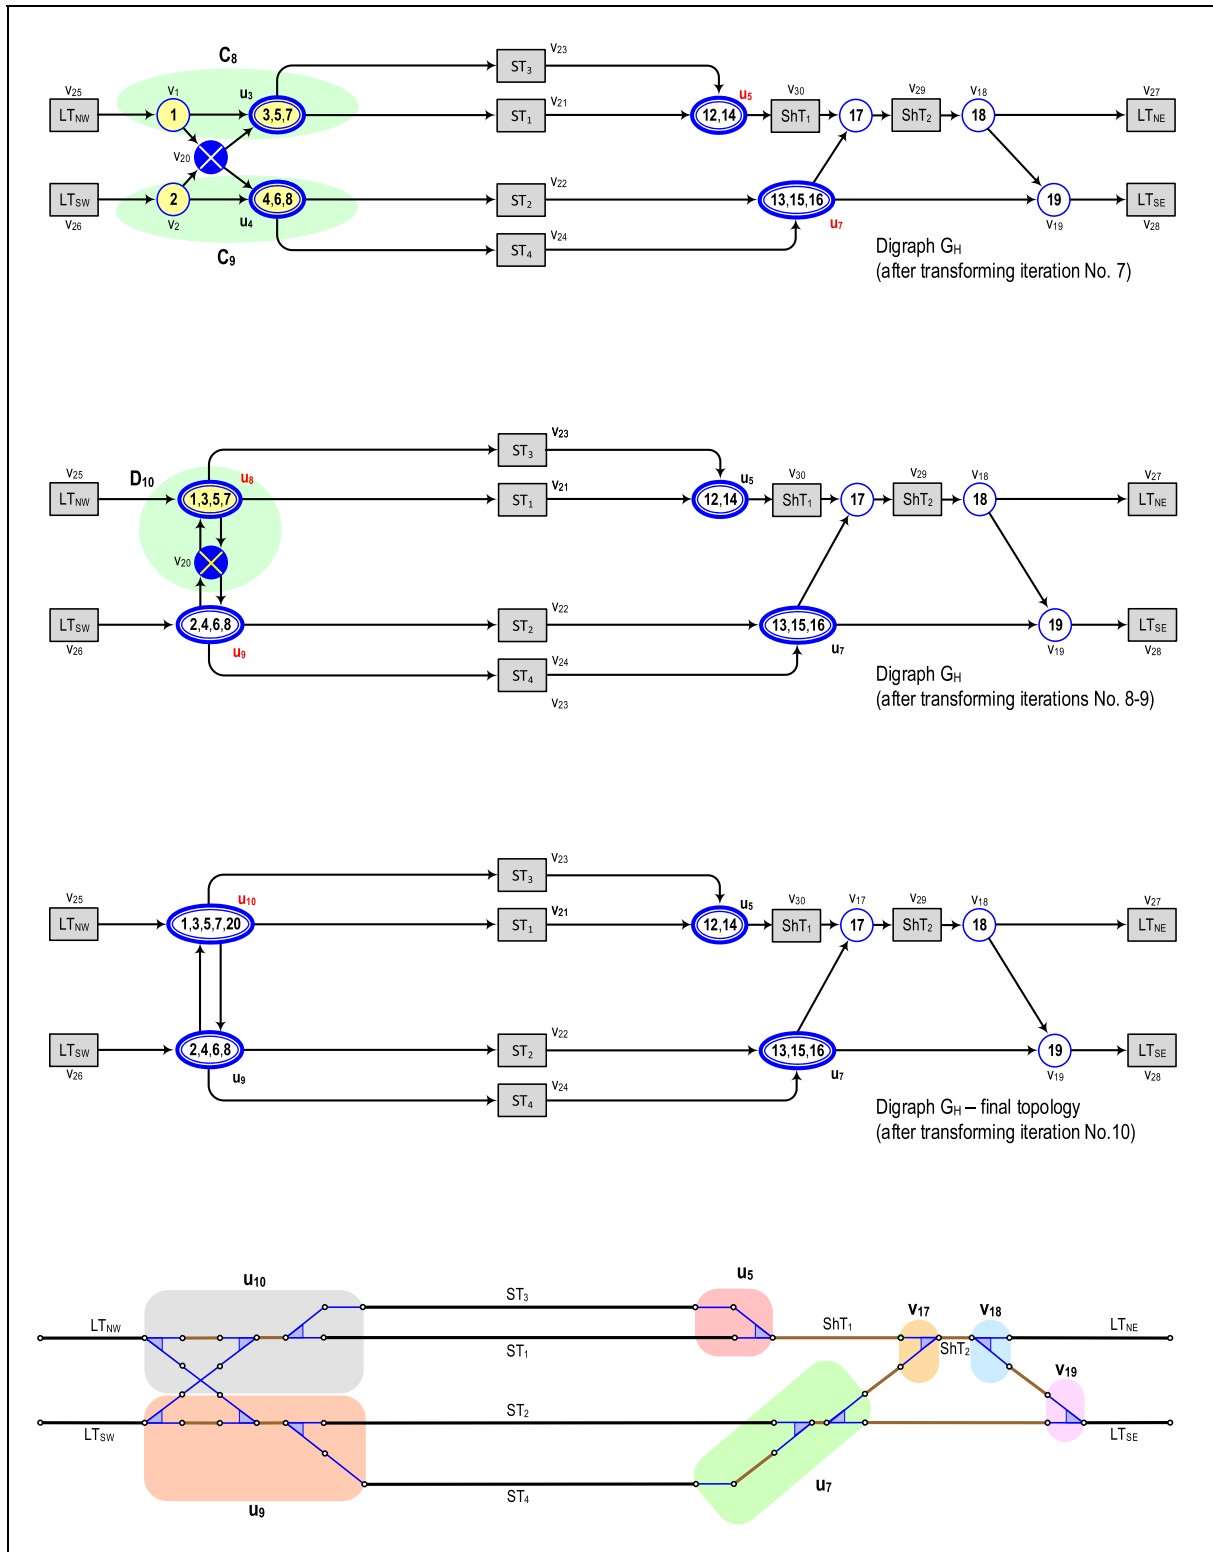 C8
V25 V1 u3 ST3 V23
LTNW 1 3,5,7 ST1 V21 12,14 u5 V30 ShT1 17 V29 ShT2 V18 18 V27 LTNE
V20
LTSW 2 4,6,8 ST2 V22 13,15,16 19 LTSE
V26 V2 u4 u7 V19 V28
C9 ST4 V24
Digraph GH
(after transforming iteration No. 7)
ST3 V23
V25 D10 u8 V21 u5 V30 V29 V18 V27
LTNW 1,3,5,7 ST1 12,14 ShT1 17 ShT2 18 LTNE
V20
V22
LTSW 2,4,6,8 ST2 13,15,16 19 LTSE
V26 u9 u7 V19 V28
ST4 V24
V23
Digraph GH
(after transforming iterations No. 8-9)
ST3 V23
V25 u10 V21 u5 V30 V17 V29 V18 V27
LTNW 1,3,5,7,20 ST1 12,14 ShT1 17 ShT2 18 LTNE
V22
LTSW 2,4,6,8 ST2 13,15,16 19 LTSE
V26 u9 u7 V19 V28
ST4 V24
Digraph GH – final topology
(after transforming iteration No.10)
u10 u5
ST3 V17 V18
LTNW ST1 ShT1 ShT2 LTNE
V19
LTSW ST2 LTSE
ST4 u7
u9